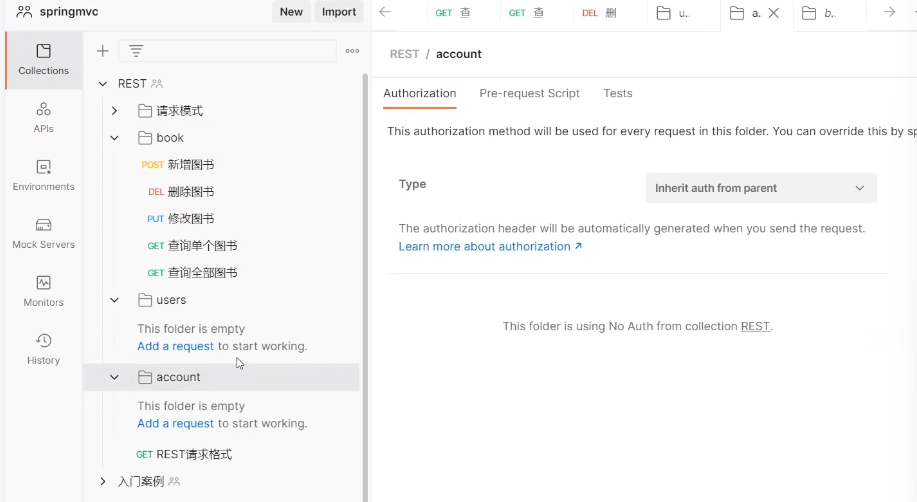 springmvc
New
Import
GET 查
GET 查
DEL 删
u..
a.
b..
Collections
APIs
Environments
Mock Servers
Monitors
History
REST
请求模式
book
POST 新增图书
DEL 删除图书
PUT 修改图书
GET 查询单个图书
GET 查询全部图书
users
This folder is empty
Add a request to start working.
account
This folder is empty
Add a request to start working.
GET REST请求格式
入门案例
REST / account
Authorization
Pre-request Script
Tests
This authorization method will be used for every request in this folder. You can override this by sp
Type
Inherit auth from parent
The authorization header will be automatically generated when you send the request.
Learn more about authorization ↗
This folder is using No Auth from collection REST.